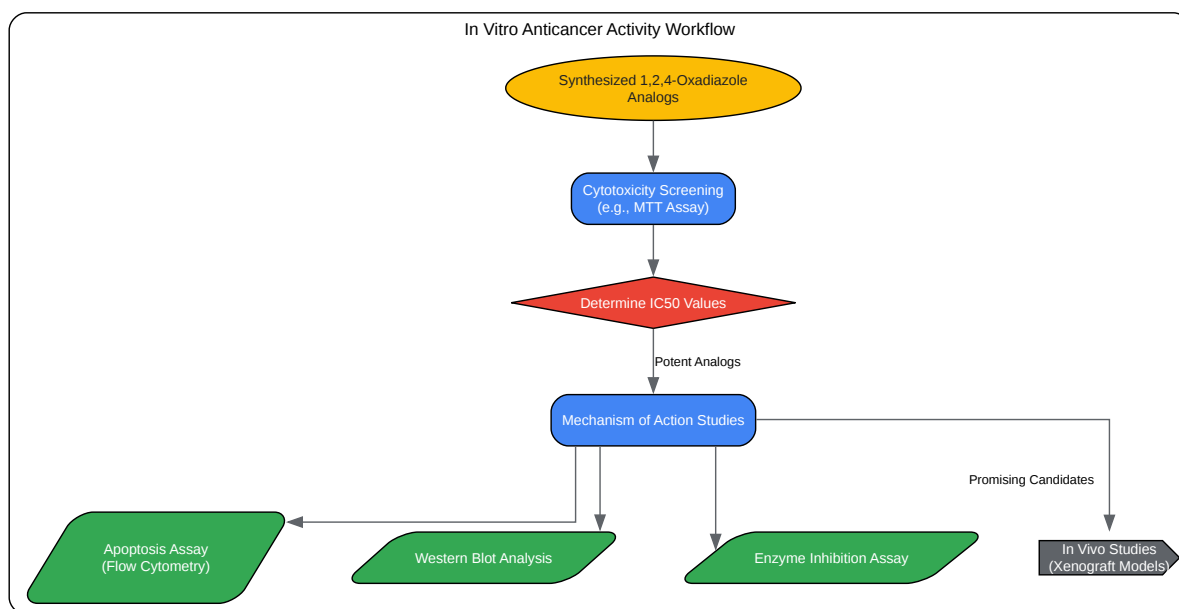 In Vitro Anticancer Activity Workflow
Synthesized 1,2,4-Oxadiazole
Analogs
Cytotoxicity Screening
(e.g., MTT Assay)
Determine IC50 Values
Potent Analogs
Mechanism of Action Studies
Promising Candidates
Apoptosis Assay
(Flow Cytometry)
Western Blot Analysis
Enzyme Inhibition Assay
In Vivo Studies
(Xenograft Models)